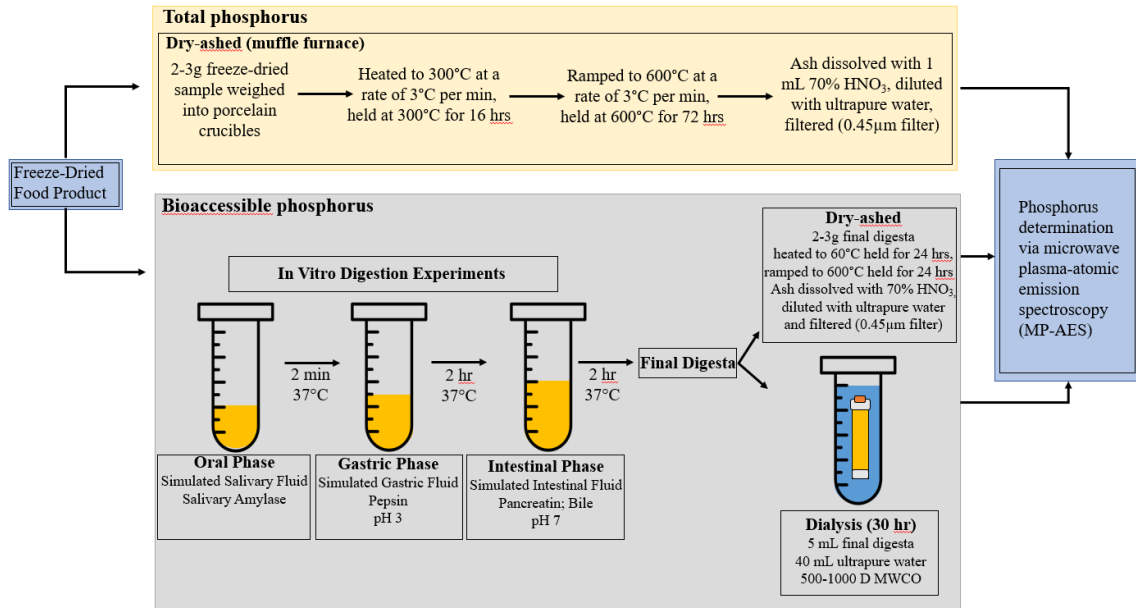 Total phosphorus
Dry-ashed (muffle furnace)
2-3g freeze-dried
sample weighed
into porcelain
crucibles
Heated to 300°C at a
rate of 3°C per min,
held at 300°C for 16 hrs
Ramped to 600°C at a
rate of 3°C per min,
held at 600°C for 72 hrs
Ash dissolved with 1
mL 70% HNO₃, diluted
with ultrapure water,
filtered (0.45µm filter)
Freeze-Dried
Food Product
Bioaccessible phosphorus
In Vitro Digestion Experiments
2 min
37°C
2 hr
37°C
2 hr
37°C
Oral Phase
Simulated Salivary Fluid
Salivary Amylase
Gastric Phase
Simulated Gastric Fluid
Pepsin
pH 3
Intestinal Phase
Simulated Intestinal Fluid
Pancreatin; Bile
pH 7
Final Digesta
Dry-ashed
2-3g final digesta
heated to 60°C held for 24 hrs,
ramped to 600°C held for 24 hrs
Ash dissolved with 70% HNO₃,
diluted with ultrapure water
and filtered (0.45µm filter)
Dialysis (30 hr)
5 mL final digesta
40 mL ultrapure water
500-1000 D MWCO
Phosphorus
determination
via microwave
plasma-atomic
emission
spectroscopy
(MP-AES)